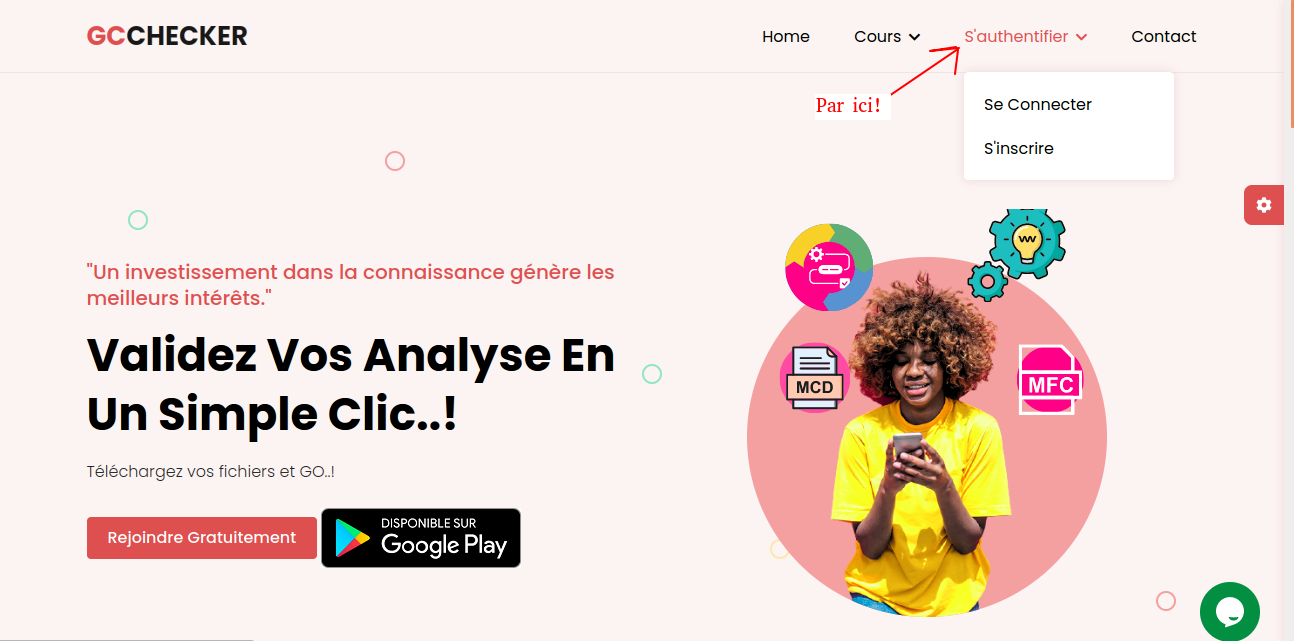 GCCHECKER
Home Cours S'authentifier Contact
Par ici!
Se Connecter
S'inscrire
"Un investissement dans la connaissance génère les
meilleurs intérêts."
Validez Vos Analyse En
Un Simple Clic..!
Téléchargez vos fichiers et GO..!
Rejoindre Gratuitement
DISPONIBLE SUR
Google Play
MCD
MFC